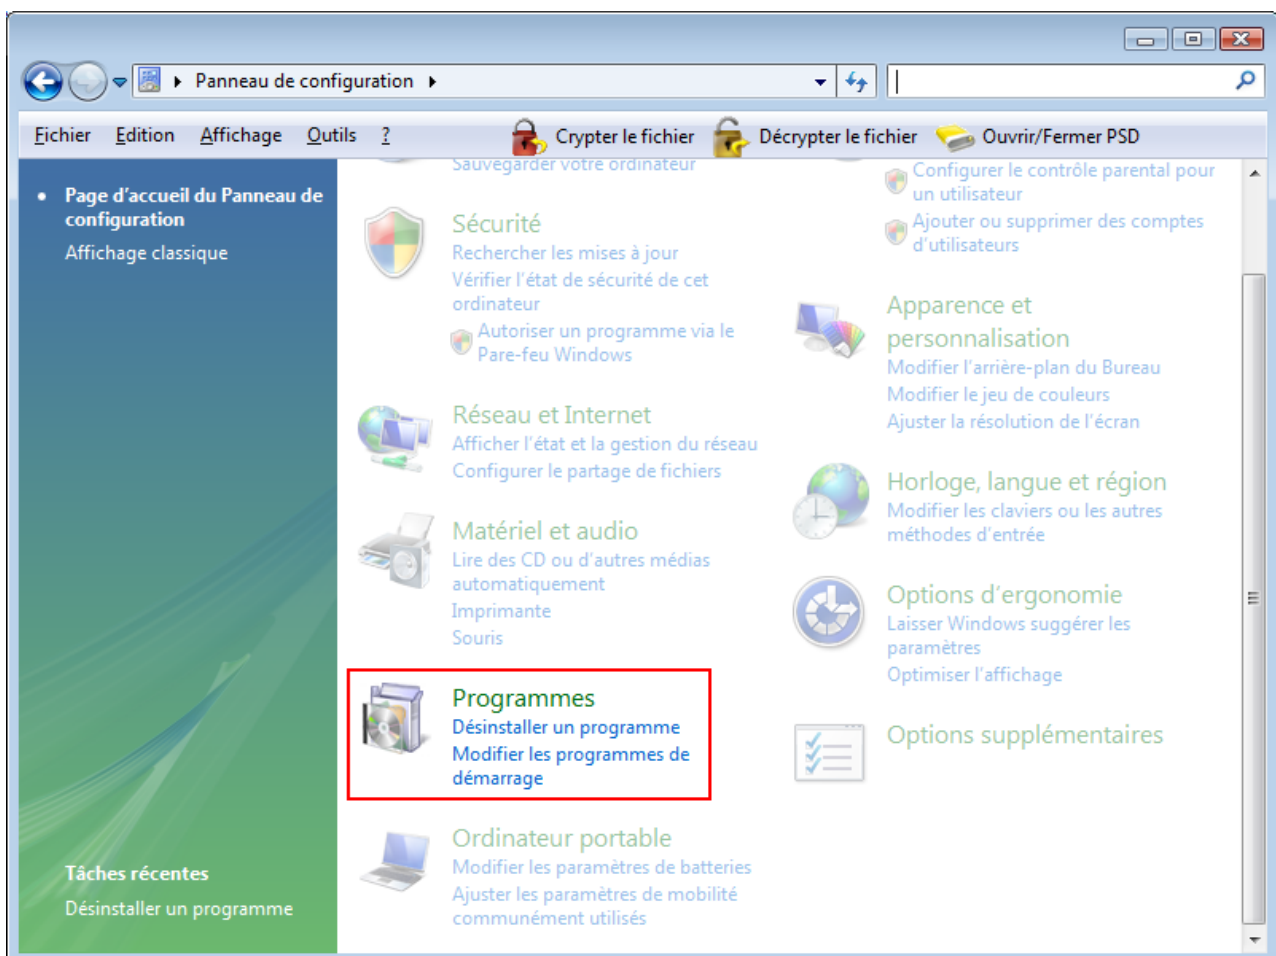 Panneau de configuration
Fichier Edition Affichage Outils ?
Crypter le fichier Décrypter le fichier Ouvrir/Fermer PSD
Page d'accueil du Panneau de
configuration
Affichage classique
Tâches récentes
Désinstaller un programme
Sauvegarder votre ordinateur
Sécurité
Rechercher les mises à jour
Vérifier l'état de sécurité de cet
ordinateur
Autoriser un programme via le
Pare-feu Windows
Réseau et Internet
Afficher l'état et la gestion du réseau
Configurer le partage de fichiers
Matériel et audio
Lire des CD ou d'autres médias
automatiquement
Imprimante
Souris
Programmes
Désinstaller un programme
Modifier les programmes de
démarrage
Ordinateur portable
Modifier les paramètres de batteries
Ajuster les paramètres de mobilité
communément utilisés
Configurer le contrôle parental pour
un utilisateur
Ajouter ou supprimer des comptes
d'utilisateurs
Apparence et
personnalisation
Modifier l'arrière-plan du Bureau
Modifier le jeu de couleurs
Ajuster la résolution de l'écran
Horloge, langue et région
Modifier les claviers ou les autres
méthodes d'entrée
Options d'ergonomie
Laisser Windows suggérer les
paramètres
Optimiser l'affichage
Options supplémentaires